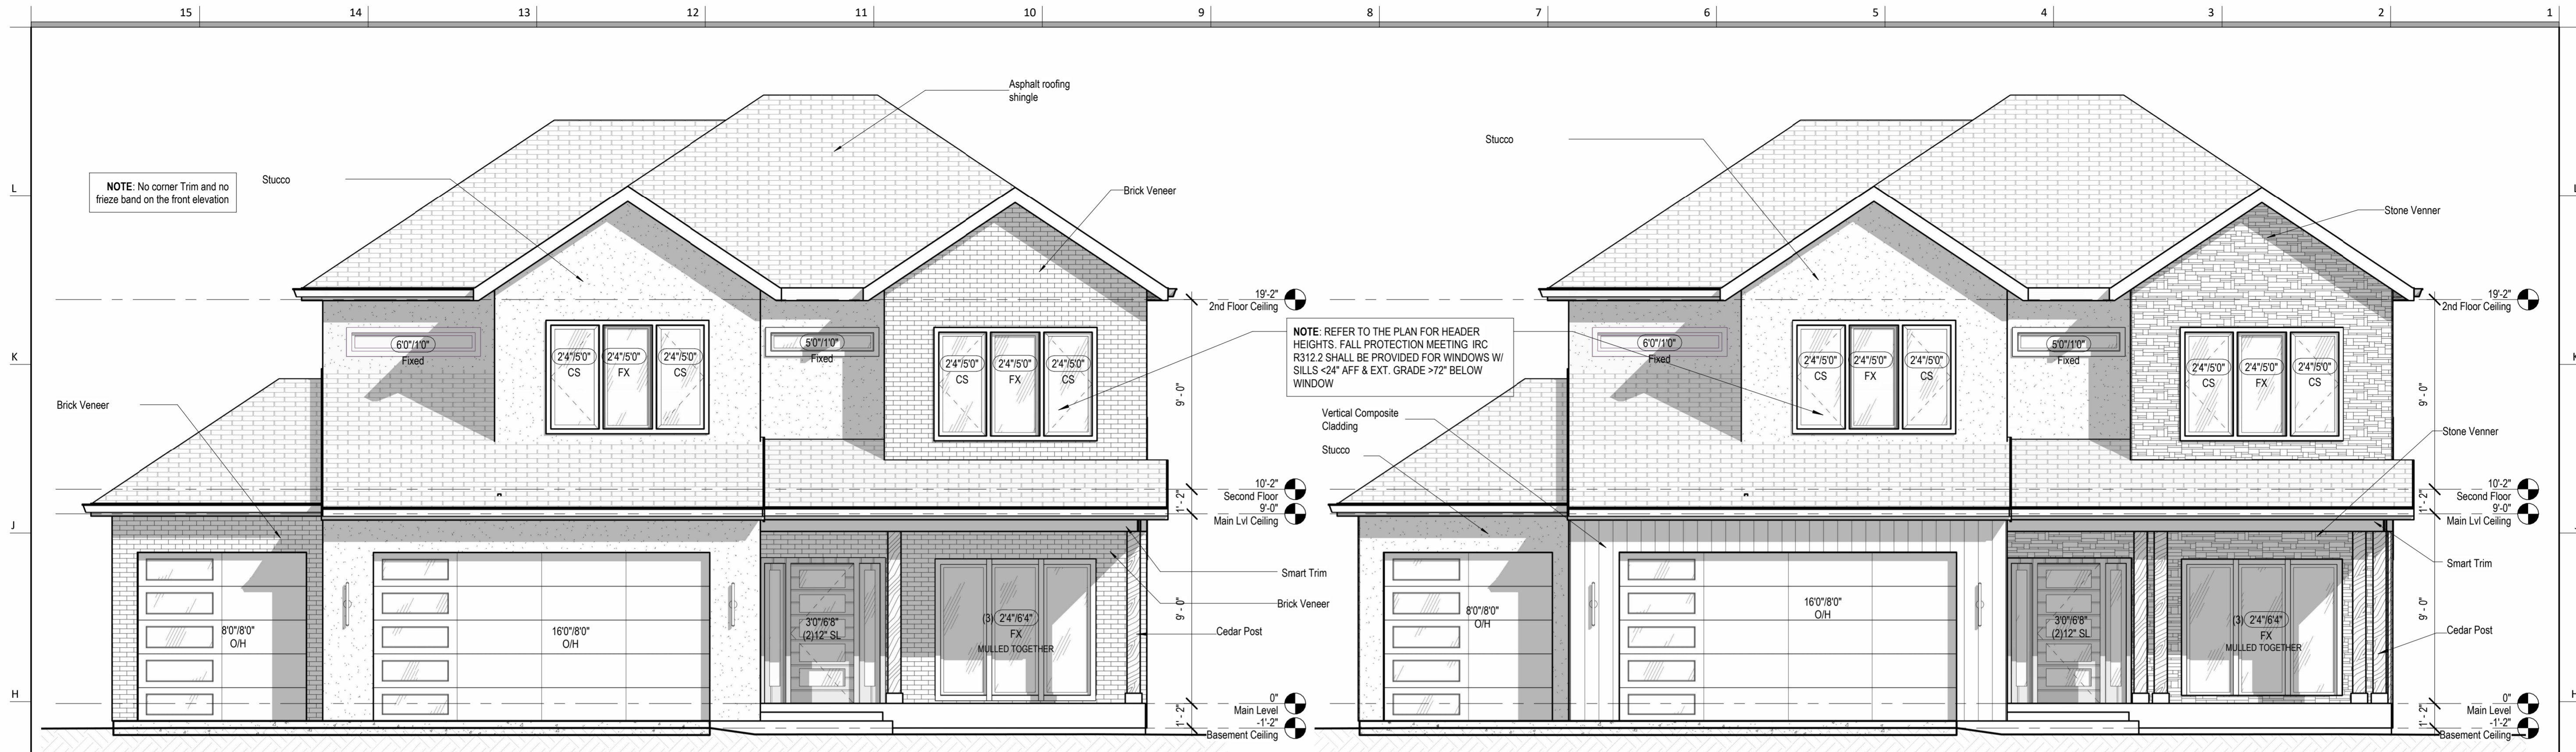 15 14 13 12 11 10 9 8 7 6 5 4 3 2 1
L
K
J
H
NOTE: No corner Trim and no
frieze band on the front elevation
Stucco
Asphalt roofing
shingle
Brick Veneer
Brick Veneer
6'0"/1'0"
Fixed
2'4"/5'0"
CS
2'4"/5'0"
FX
2'4"/5'0"
CS
5'0"/1'0"
Fixed
2'4"/5'0"
CS
2'4"/5'0"
FX
2'4"/5'0"
CS
8'0"/8'0"
O/H
16'0"/8'0"
O/H
3'0"/6'8"
(2)12" SL
(3) 2'4"/6'4"
FX
MULLED TOGETHER
Smart Trim
Brick Veneer
Cedar Post
19'-2"
2nd Floor Ceiling
9' - 0"
10'-2"
Second Floor
1' - 2"
9'-0"
Main Lvl Ceiling
9' - 0"
0"
Main Level
1' - 2"
-1'-2"
Basement Ceiling
NOTE: REFER TO THE PLAN FOR HEADER
HEIGHTS. FALL PROTECTION MEETING IRC
R312.2 SHALL BE PROVIDED FOR WINDOWS W/
SILLS <24" AFF & EXT. GRADE >72" BELOW
WINDOW
Stucco
Vertical Composite
Cladding
Stucco
6'0"/1'0"
Fixed
2'4"/5'0"
CS
2'4"/5'0"
FX
2'4"/5'0"
CS
5'0"/1'0"
Fixed
2'4"/5'0"
CS
2'4"/5'0"
FX
2'4"/5'0"
CS
8'0"/8'0"
O/H
16'0"/8'0"
O/H
3'0"/6'8"
(2)12" SL
(3) 2'4"/6'4"
FX
MULLED TOGETHER
Stone Venner
Stone Venner
Smart Trim
Cedar Post
19'-2"
2nd Floor Ceiling
9' - 0"
10'-2"
Second Floor
1' - 2"
9'-0"
Main Lvl Ceiling
9' - 0"
0"
Main Level
1' - 2"
-1'-2"
Basement Ceiling